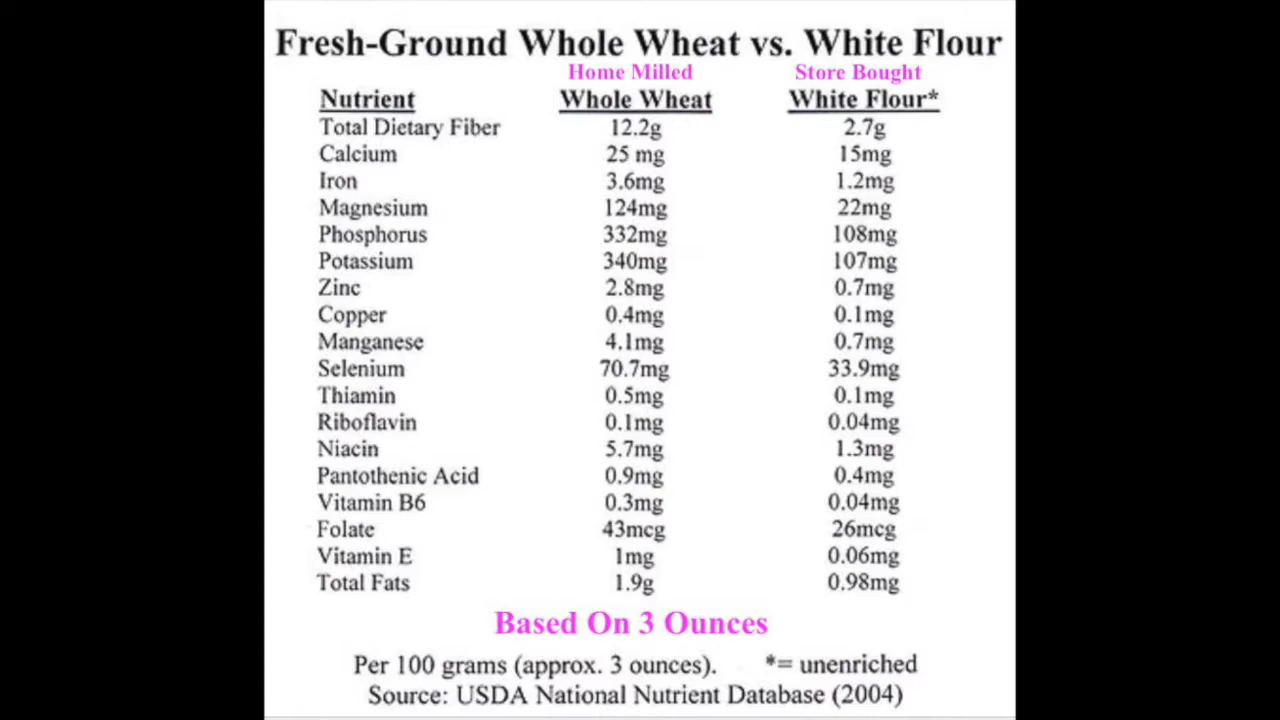 Fresh-Ground Whole Wheat vs. White Flour
Home Milled Store Bought
Nutrient Whole Wheat White Flour*
Total Dietary Fiber 12.2g 2.7g
Calcium 25 mg 15mg
Iron 3.6mg 1.2mg
Magnesium 124mg 22mg
Phosphorus 332mg 108mg
Potassium 340mg 107mg
Zinc 2.8mg 0.7mg
Copper 0.4mg 0.1mg
Manganese 4.1mg 0.7mg
Selenium 70.7mg 33.9mg
Thiamin 0.5mg 0.1mg
Riboflavin 0.1mg 0.04mg
Niacin 5.7mg 1.3mg
Pantothenic Acid 0.9mg 0.4mg
Vitamin B6 0.3mg 0.04mg
Folate 43mcg 26mcg
Vitamin E 1mg 0.06mg
Total Fats 1.9g 0.98mg
Based On 3 Ounces
Per 100 grams (approx. 3 ounces). *= unenriched
Source: USDA National Nutrient Database (2004)